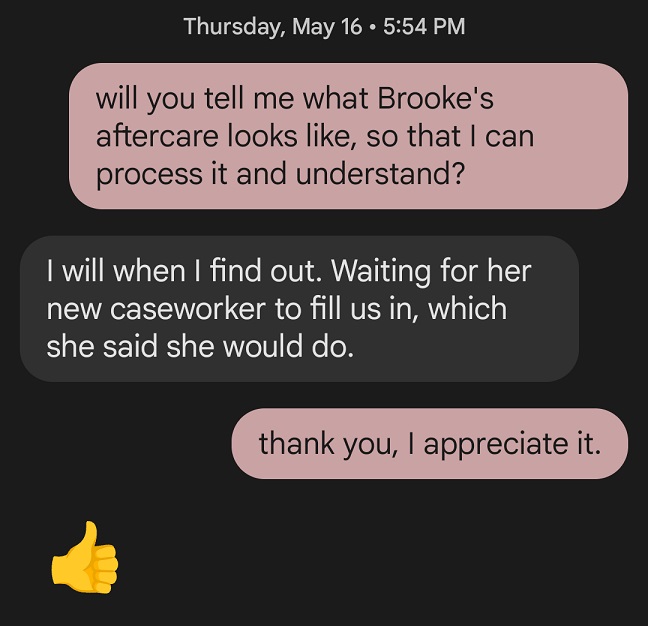 Thursday, May 16 • 5:54 PM
will you tell me what Brooke's
aftercare looks like, so that I can
process it and understand?
I will when I find out. Waiting for her
new caseworker to fill us in, which
she said she would do.
thank you, I appreciate it.